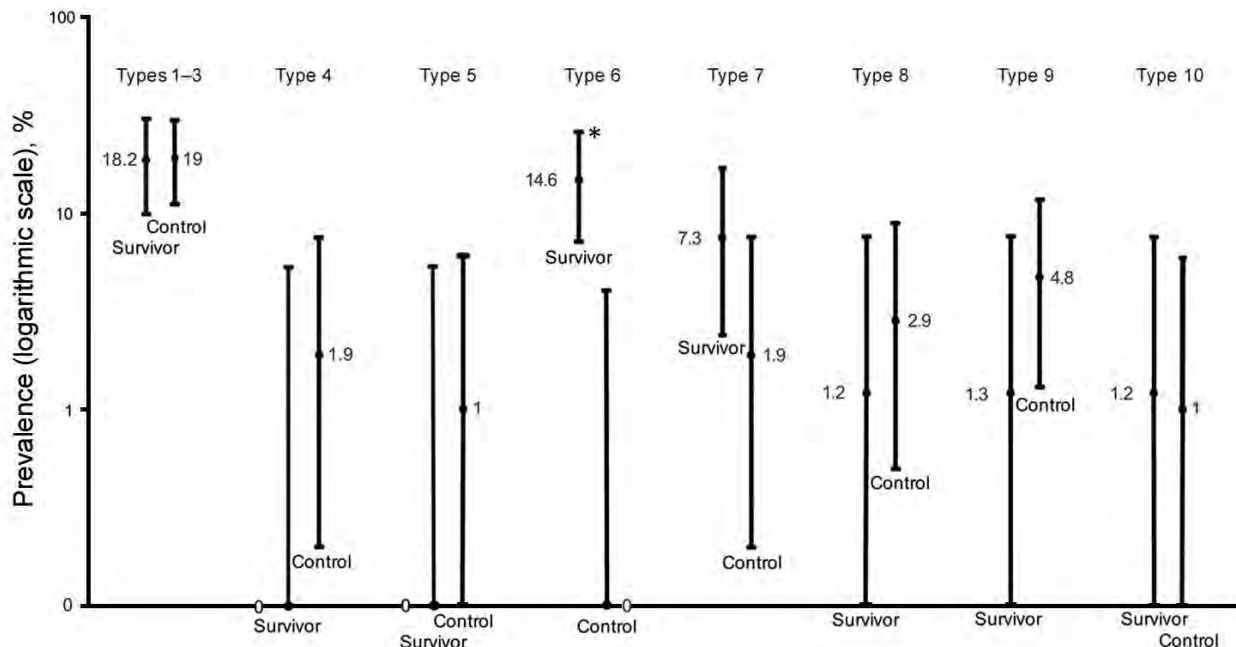 100
Types 1–3 Type 4 Type 5 Type 6 Type 7 Type 8 Type 9 Type 10
*
18.2 19
14.6
10
Control
Survivor
Survivor
7.3
4.8
2.9
Survivor
1.9
1.9
1.2
1.3
1.2
Control
1
1
1
Control
Control
Control
0
0
0
0
Survivor
Control
Survivor
Control
Survivor
Survivor
Survivor
Control
Prevalence (logarithmic scale), %